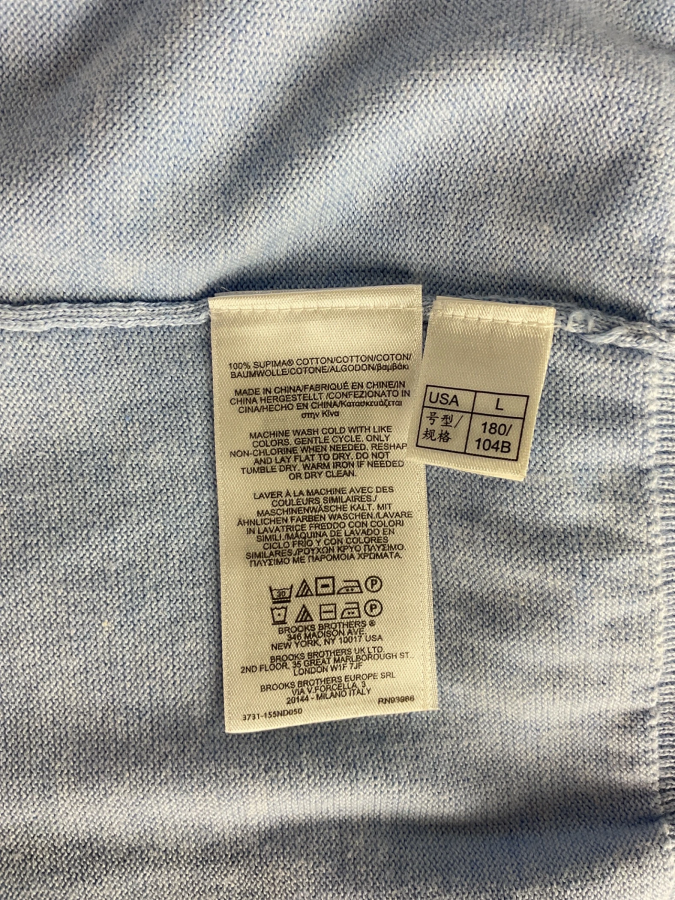 100% SUPIMA® COTTON/COTTON/COTON/
BAUMWOLLE/COTONE/ALGODON/βαμβάκι
MADE IN CHINA/FABRIQUÉ EN CHINE/IN
CHINA HERGESTELLT /CONFEZIONATO IN
CINA/HECHO EN CHINA/Κατασκευάζεται
στην Κίνα
MACHINE WASH COLD WITH LIKE
COLORS, GENTLE CYCLE. ONLY
NON-CHLORINE WHEN NEEDED. RESHAP
AND LAY FLAT TO DRY. DO NOT
TUMBLE DRY. WARM IRON IF NEEDED
OR DRY CLEAN.
LAVER À LA MACHINE AVEC DES
COULEURS SIMILAIRES./
MASCHINENWÄSCHE KALT. MIT
ÄHNLICHEN FARBEN WASCHEN./LAVARE
IN LAVATRICE FREDDO CON COLORI
SIMILI./MÁQUINA DE LAVADO EN
CICLO FRÍO Y CON COLORES
SIMILARES./ΡΟΥΧΩΝ ΚΡΥΟ ΠΛΥΣΙΜΟ.
ΠΛΥΣΙΜΟ ΜΕ ΠΑΡΟΜΟΙΑ ΧΡΩΜΑΤΑ.
30 P
P
BROOKS BROTHERS ®
346 MADISON AVE.
NEW YORK, NY 10017 USA
BROOKS BROTHERS UK LTD.
2ND FLOOR, 35 GREAT MARLBOROUGH ST.
LONDON W1F 7JF
BROOKS BROTHERS EUROPE SRL
VIA V.FORCELLA, 3
20144 - MILANO ITALY
RN93986
3731-155ND050
USA L
号型/ 180/
规格 104B